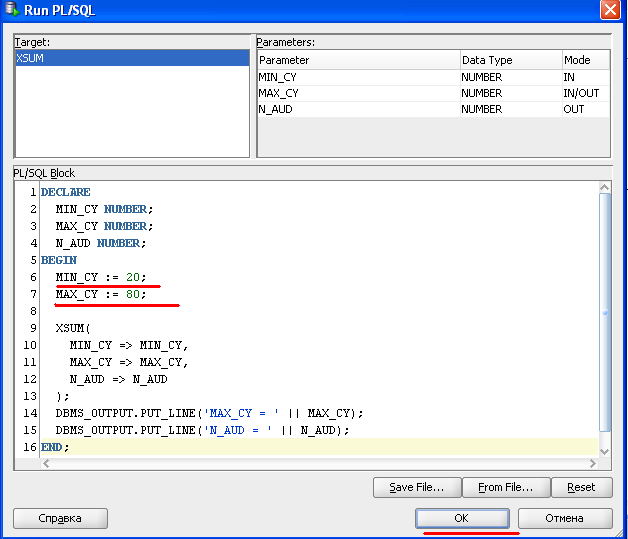 Run PL/SQL
Target:
XSUM
Parameters:
Parameter Data Type Mode
MIN_CY NUMBER IN
MAX_CY NUMBER IN/OUT
N_AUD NUMBER OUT
PL/SQL Block
1 DECLARE
2 MIN_CY NUMBER;
3 MAX_CY NUMBER;
4 N_AUD NUMBER;
5 BEGIN
6 MIN_CY := 20;
7 MAX_CY := 80;
8
9 XSUM(
10 MIN_CY => MIN_CY,
11 MAX_CY => MAX_CY,
12 N_AUD => N_AUD
13 );
14 DBMS_OUTPUT.PUT_LINE('MAX_CY = ' || MAX_CY);
15 DBMS_OUTPUT.PUT_LINE('N_AUD = ' || N_AUD);
16 END;
Save File... From File... Reset
Справка OK Отмена